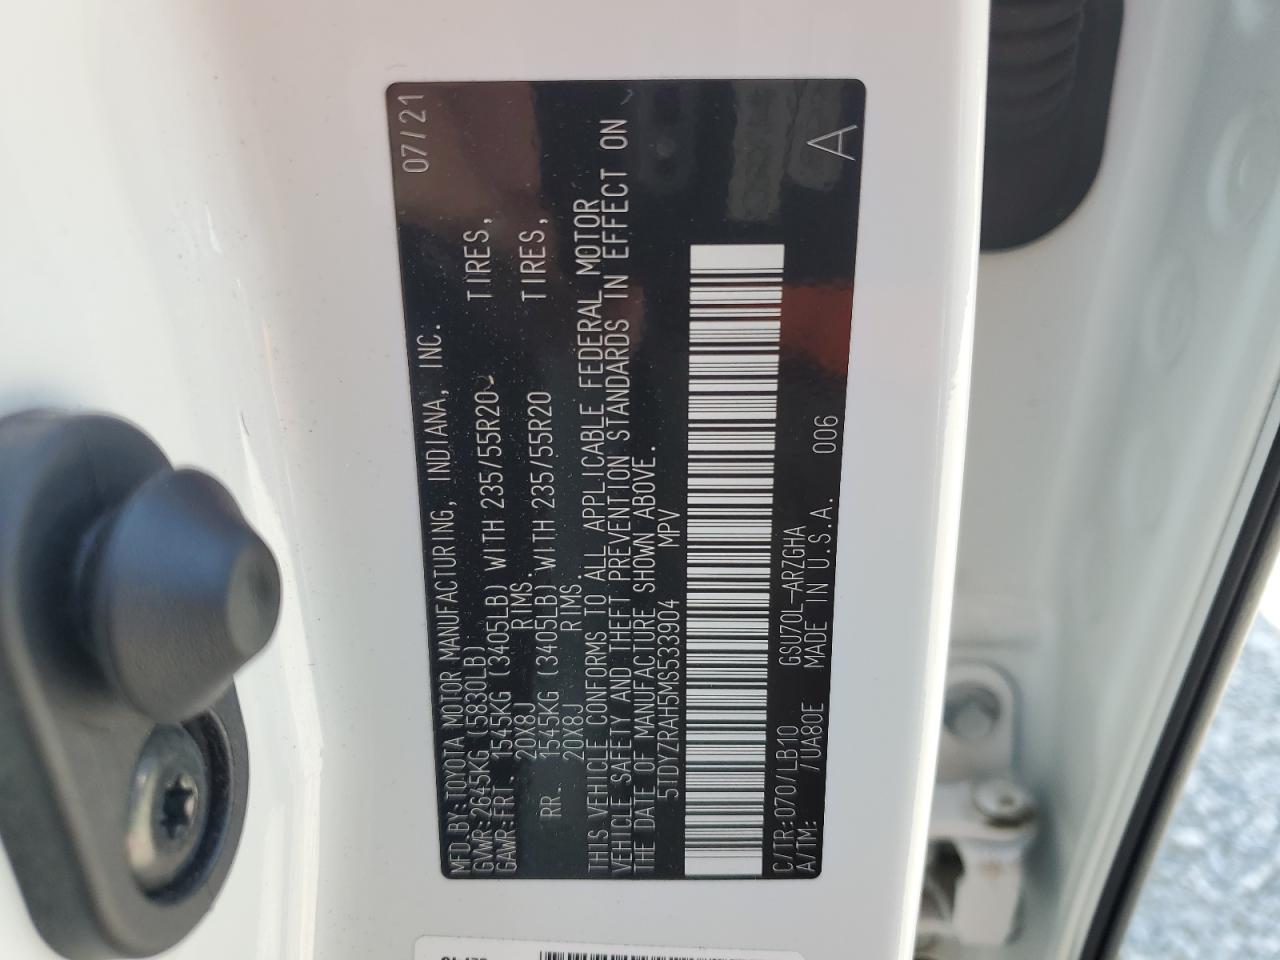 07/21
MFD.BY:TOYOTA MOTOR MANUFACTURING, INDIANA, INC.
GVWR:2645KG (5830LB)
GAWR:FRT. 1545KG (3405LB) WITH 235/55R20 TIRES,
20X8J RIMS.
RR. 1545KG (3405LB) WITH 235/55R20 TIRES,
20X8J RIMS.
THIS VEHICLE CONFORMS TO ALL APPLICABLE FEDERAL MOTOR
VEHICLE SAFETY AND THEFT PREVENTION STANDARDS IN EFFECT ON
THE DATE OF MANUFACTURE SHOWN ABOVE.
5TDYZRAH5MS533904 MPV
C/TR:070/LB10 GSU70L-ARZGHA
A/TM: /UA80E MADE IN U.S.A. 006
A